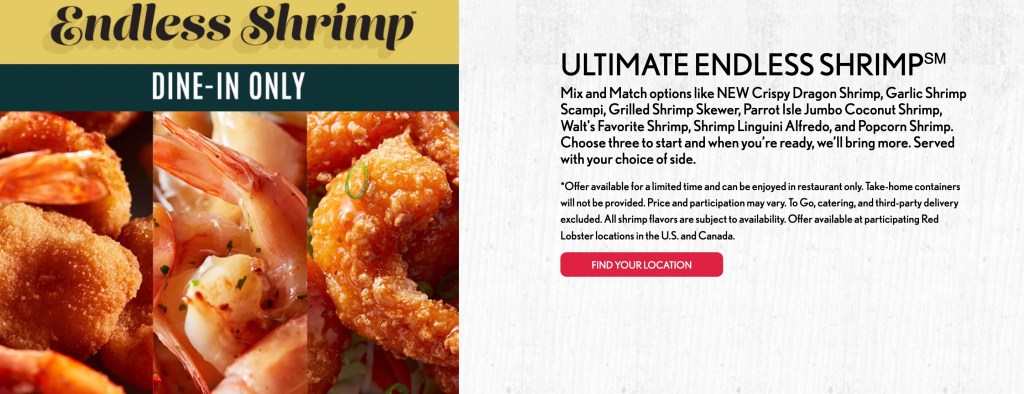 Endless Shrimp™
DINE-IN ONLY
ULTIMATE ENDLESS SHRIMP℠
Mix and Match options like NEW Crispy Dragon Shrimp, Garlic Shrimp
Scampi, Grilled Shrimp Skewer, Parrot Isle Jumbo Coconut Shrimp,
Walt's Favorite Shrimp, Shrimp Linguini Alfredo, and Popcorn Shrimp.
Choose three to start and when you're ready, we'll bring more. Served
with your choice of side.
*Offer available for a limited time and can be enjoyed in restaurant only. Take-home containers
will not be provided. Price and participation may vary. To Go, catering, and third-party delivery
excluded. All shrimp flavors are subject to availability. Offer available at participating Red
Lobster locations in the U.S. and Canada.
FIND YOUR LOCATION